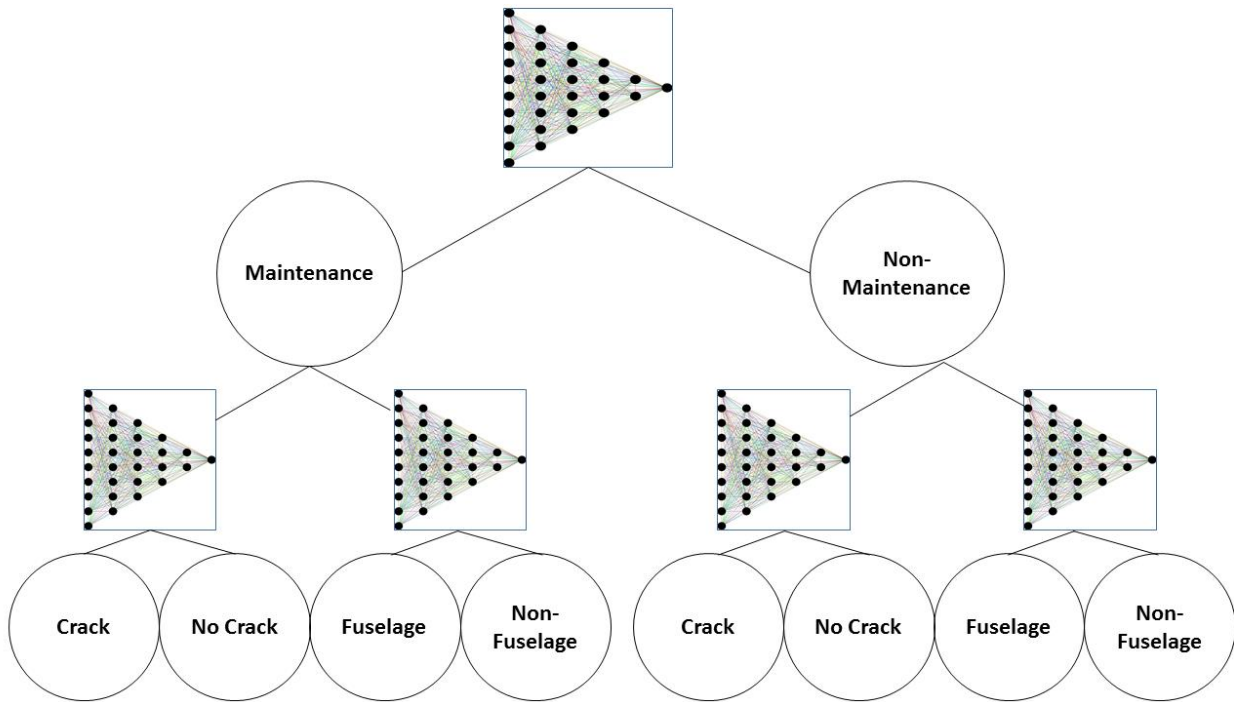 Maintenance
Non-
Maintenance
Crack
No Crack
Fuselage
Non-
Fuselage
Crack
No Crack
Fuselage
Non-
Fuselage